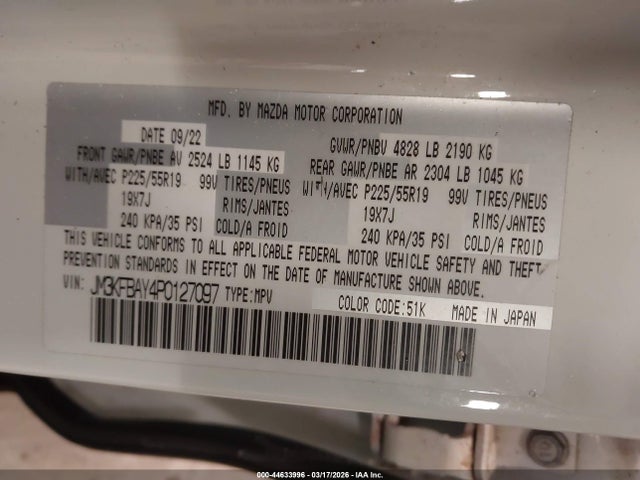 MFD. BY MAZDA MOTOR CORPORATION
DATE 09/22 GVWR/PNBV 4828 LB 2190 KG
FRONT GAWR/PNBE AV 2524 LB 1145 KG REAR GAWR/PNBE AR 2304 LB 1045 KG
WITH/AVEC P225/55R19 99V TIRES/PNEUS WITH/AVEC P225/55R19 99V TIRES/PNEUS
19X7J RIMS/JANTES 19X7J RIMS/JANTES
240 KPA/35 PSI COLD/A FROID 240 KPA/35 PSI COLD/A FROID
THIS VEHICLE CONFORMS TO ALL APPLICABLE FEDERAL MOTOR VEHICLE SAFETY AND THEFT
PREVENTION STANDARDS IN EFFECT ON THE DATE OF MANUFACTURE SHOWN ABOVE.
VIN: JM3KFBAY4P0127097 TYPE:MPV COLOR CODE:51K MADE IN JAPAN
000-44633996 - 03/17/2026 - IAA Inc.